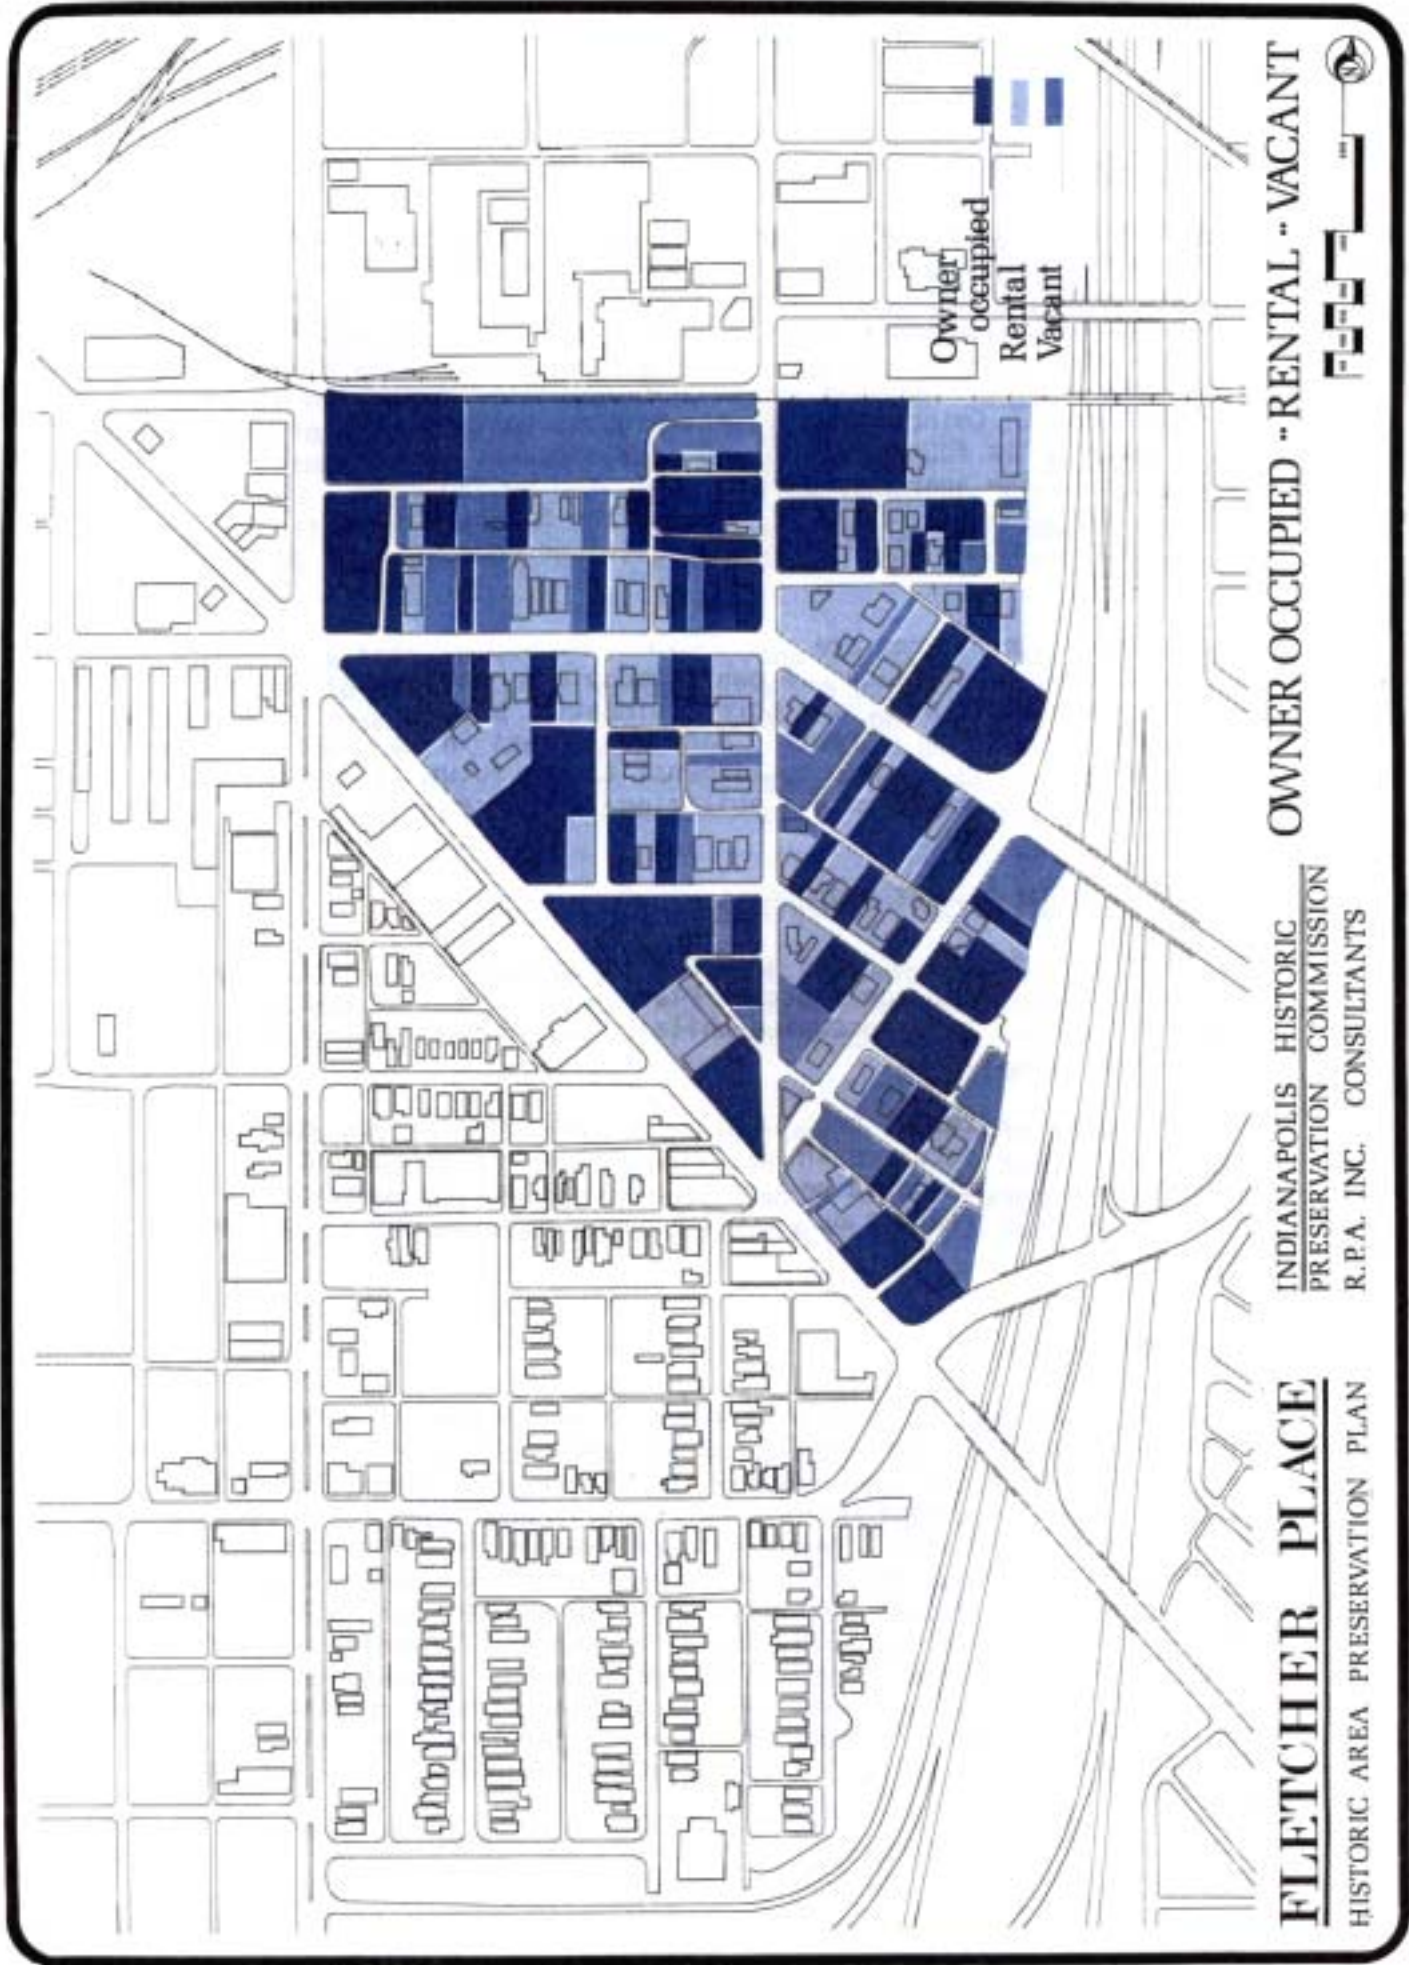 FLETCHER PLACE
HISTORIC AREA PRESERVATION PLAN
INDIANAPOLIS HISTORIC
PRESERVATION COMMISSION
R.P.A. INC. CONSULTANTS
OWNER OCCUPIED -- RENTAL -- VACANT
Owner
occupied
Rental
Vacant